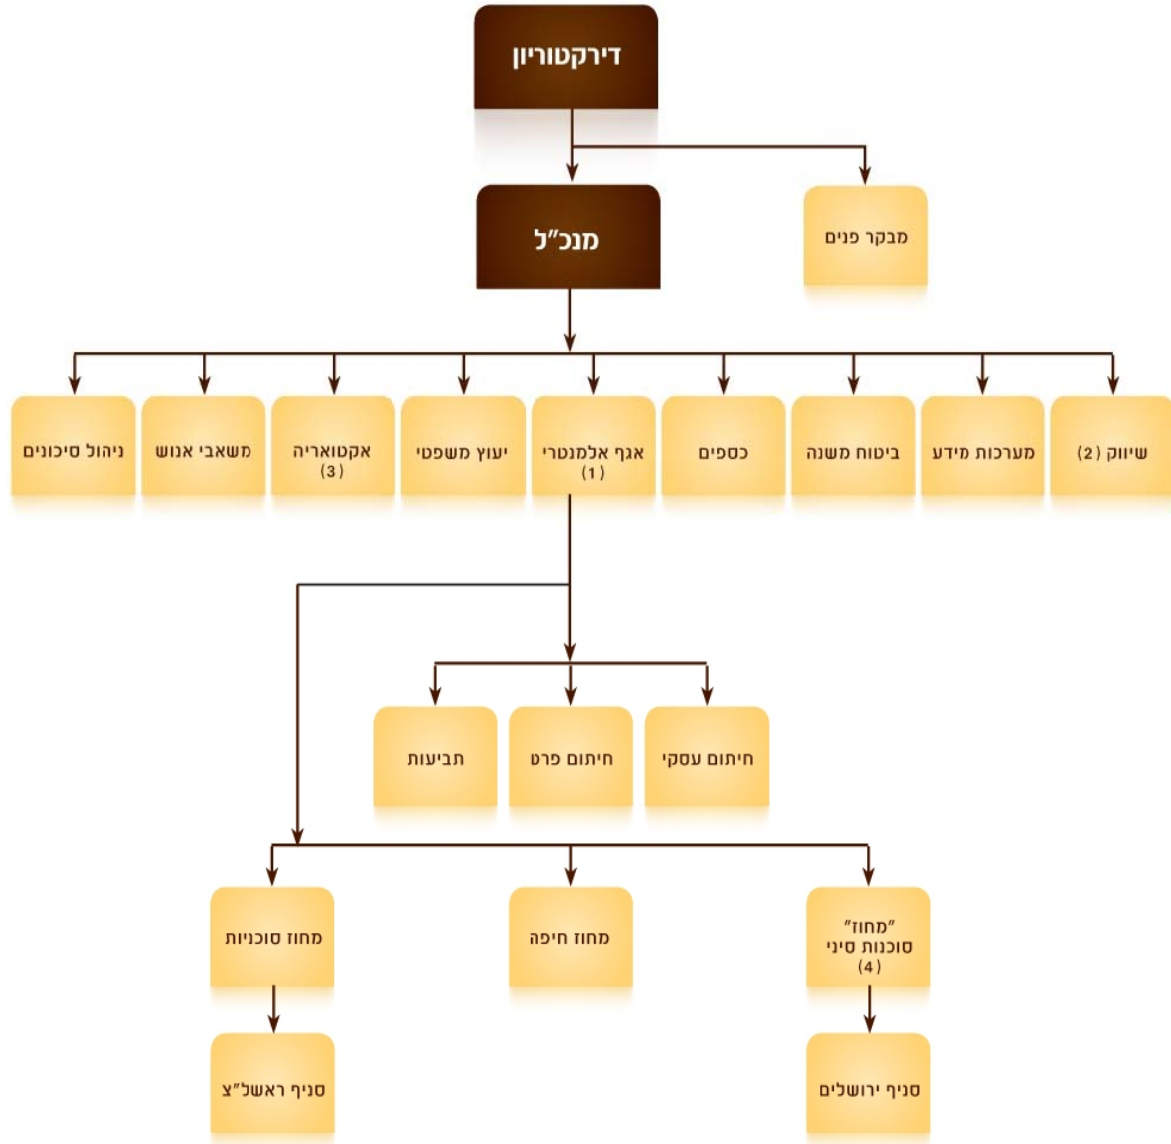 דירקטוריון
מנכ"ל
מבקר פנים
שיווק (2)
מערכות מידע
ביטוח משנה
כספים
אגף אלמנטרי
(1)
יעוץ משפטי
אקטואריה
(3)
משאבי אנוש
ניהול סיכונים
חיתום עסקי
חיתום פרט
תביעות
"מחוז"
סוכנות סיני
(4)
מחוז חיפה
מחוז סוכניות
סניף ירושלים
סניף ראשל"צ